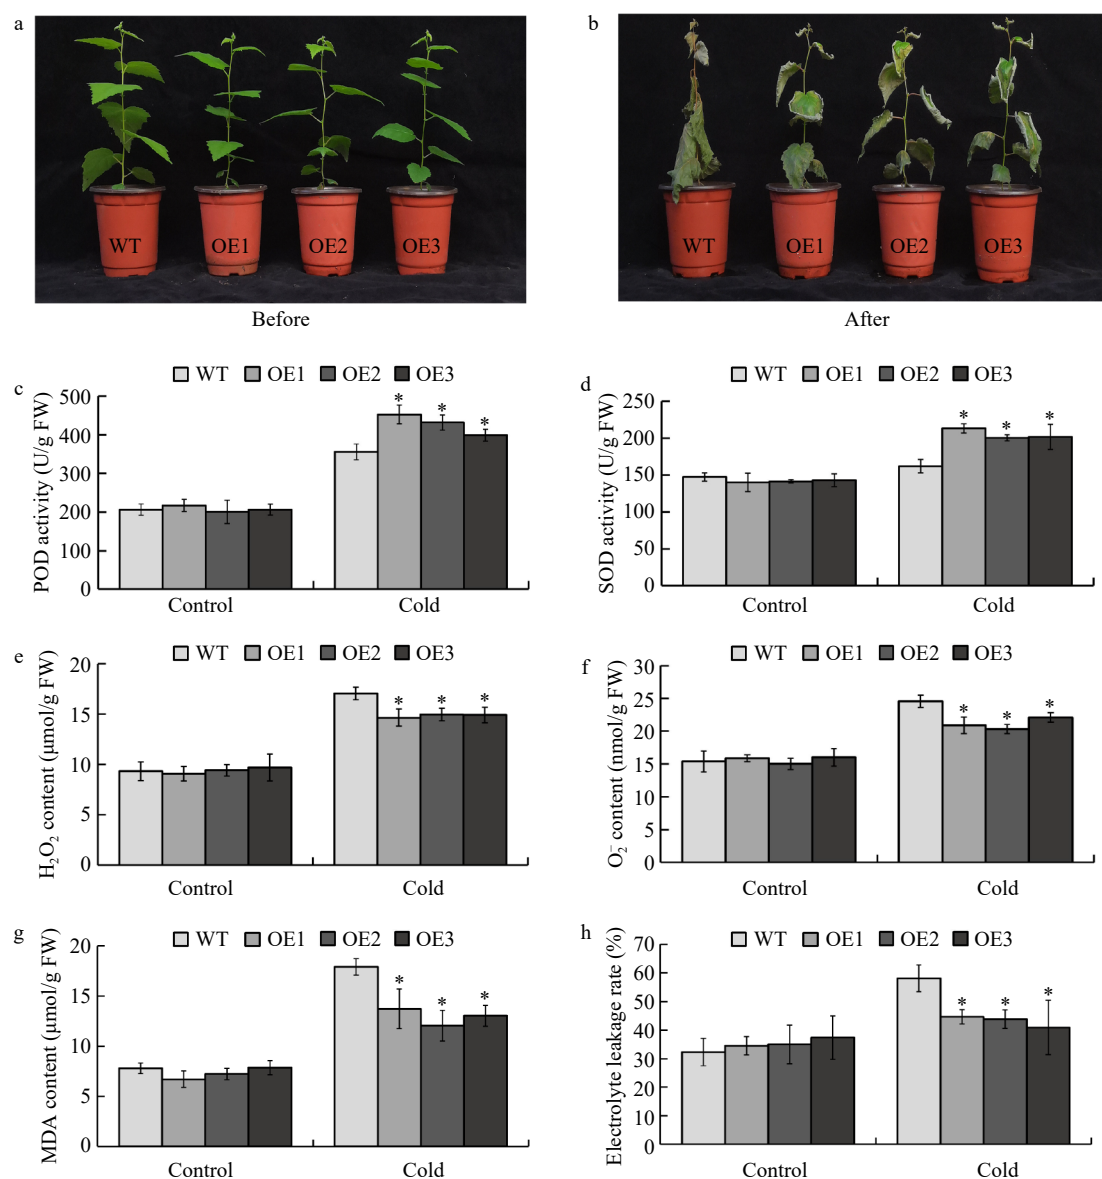 a
WT OE1 OE2 OE3
Before
b
WT OE1 OE2 OE3
After
c
WT OE1 OE2 OE3
POD activity (U/g FW)
500
400
300
200
100
0
* * *
Control Cold
d
WT OE1 OE2 OE3
SOD activity (U/g FW)
250
200
150
100
50
0
* * *
Control Cold
e
WT OE1 OE2 OE3
H₂O₂ content (μmol/g FW)
20
15
10
5
0
* * *
Control Cold
f
WT OE1 OE2 OE3
O₂⁻ content (nmol/g FW)
30
25
20
15
10
5
0
* * *
Control Cold
g
WT OE1 OE2 OE3
MDA content (μmol/g FW)
20
15
10
5
0
* * *
Control Cold
h
WT OE1 OE2 OE3
Electrolyte leakage rate (%)
70
60
50
40
30
20
10
0
* * *
Control Cold